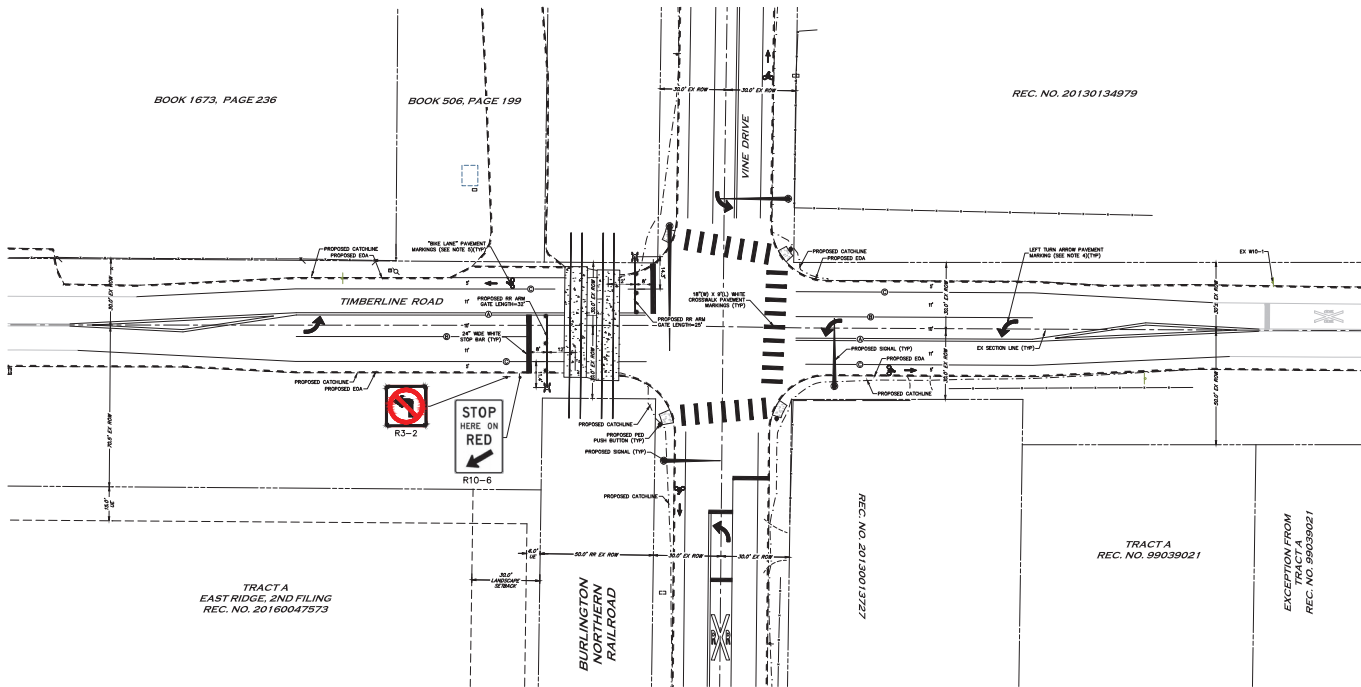 BOOK 1673, PAGE 236
BOOK 506, PAGE 199
REC. NO. 20130134979
30.0' EX ROW
30.0' EX ROW
VINE DRIVE
"BIKE LANE" PAVEMENT
MARKINGS (SEE NOTE 5)(TYP)
PROPOSED CATCHLINE
PROPOSED EOA
PROPOSED CATCHLINE
PROPOSED EOA
LEFT TURN ARROW PAVEMENT
MARKING (SEE NOTE 4)(TYP)
EX W10-1
TIMBERLINE ROAD
PROPOSED RR ARM
GATE LENGTH=32'
18"(W) X 9'(L) WHITE
CROSSWALK PAVEMENT
MARKINGS (TYP)
PROPOSED RR ARM
GATE LENGTH=25'
24" WIDE WHITE
STOP BAR (TYP)
PROPOSED SIGNAL (TYP)
EX SECTION LINE (TYP)
PROPOSED EOA
PROPOSED CATCHLINE
PROPOSED CATCHLINE
PROPOSED EOA
R3-2
STOP
HERE ON
RED
R10-6
PROPOSED CATCHLINE
PROPOSED PED
PUSH BUTTON (TYP)
PROPOSED SIGNAL (TYP)
PROPOSED CATCHLINE
50.0' RR EX ROW
30.0' EX ROW
30.0' EX ROW
30.0'
LANDSCAPE
SETBACK
TRACT A
EAST RIDGE, 2ND FILING
REC. NO. 20160047573
BURLINGTON
NORTHERN
RAILROAD
REC. NO. 20130013727
TRACT A
REC. NO. 99039021
EXCEPTION FROM
TRACT A
REC. NO. 99039021